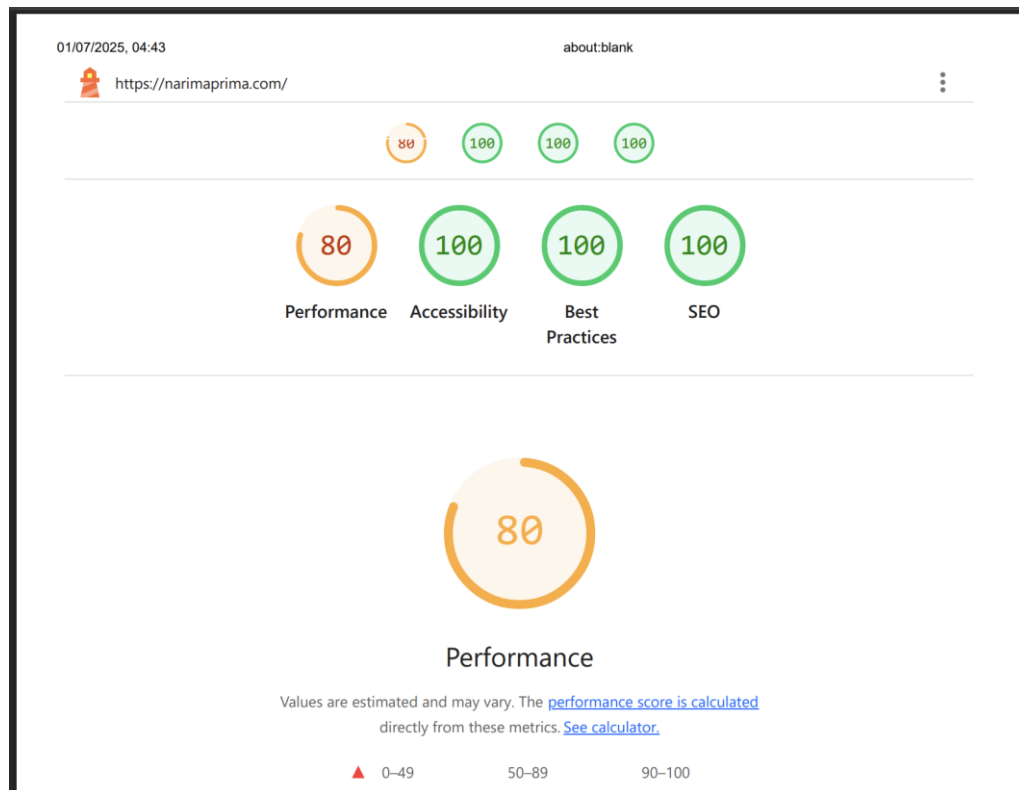 01/07/2025, 04:43 about:blank
https://narimaprima.com/
80 100 100 100
80 100 100 100
Performance Accessibility Best Practices SEO
80
Performance
Values are estimated and may vary. The performance score is calculated
directly from these metrics. See calculator.
0–49 50–89 90–100